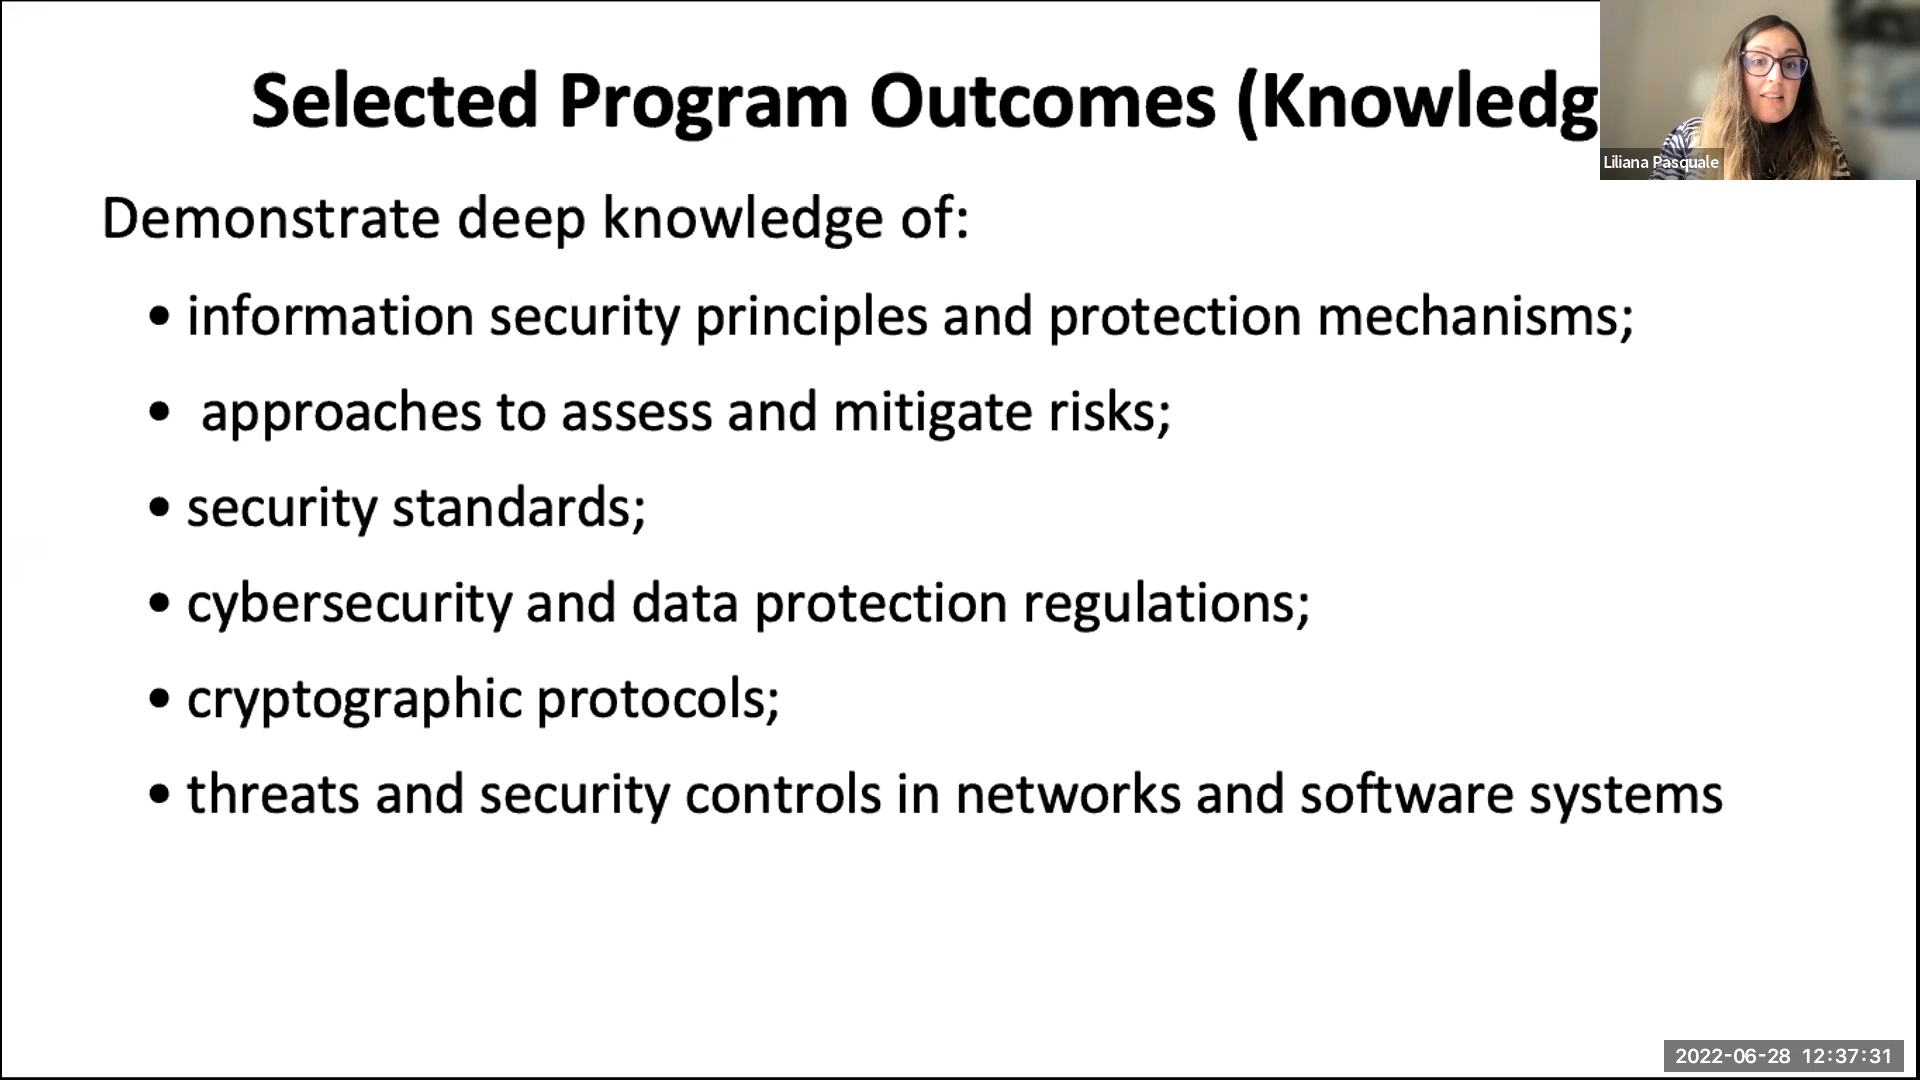 Selected Program Outcomes (Knowledg
Liliana Pasquale
Demonstrate deep knowledge of:
• information security principles and protection mechanisms;
• approaches to assess and mitigate risks;
• security standards;
• cybersecurity and data protection regulations;
• cryptographic protocols;
• threats and security controls in networks and software systems
2022-06-28 12:37:31